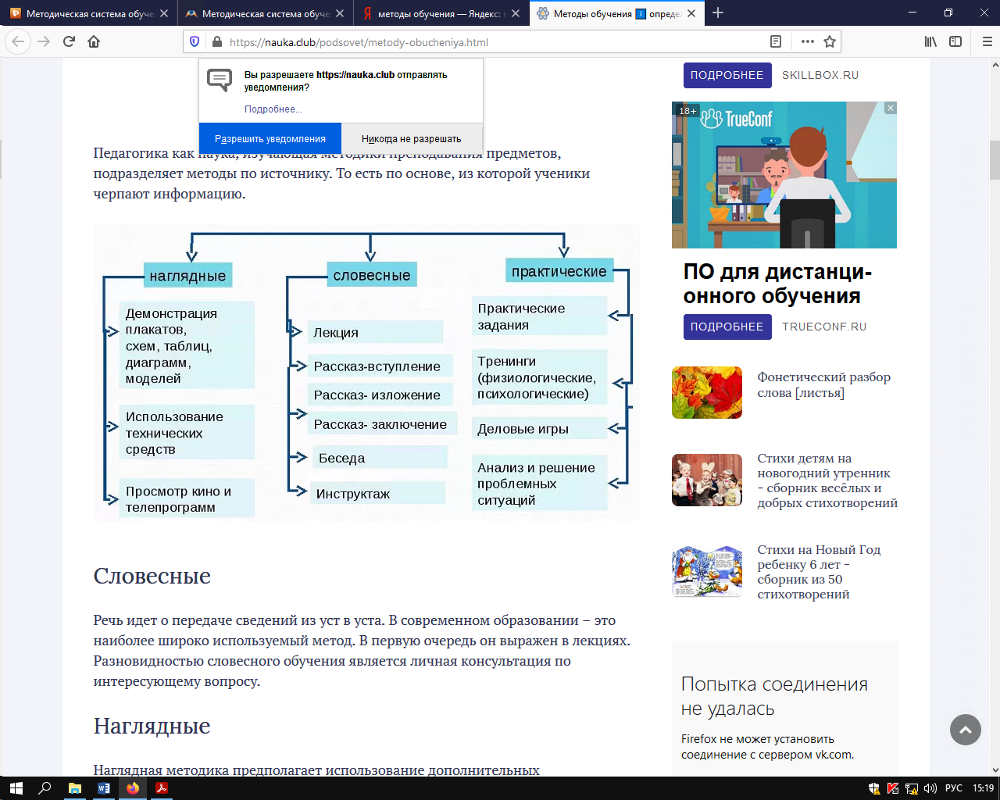 Методическая система обуче
Методическая система обуче
методы обучения — Яндекс:
Методы обучения опреде
https://nauka.club/podsovet/metody-obucheniya.html
Вы разрешаете https://nauka.club отправлять
уведомления?
Подробнее...
Разрешить уведомления
Никогда не разрешать
Педагогика как наука, изучающая методики преподавания предметов,
подразделяет методы по источнику. То есть по основе, из которой ученики
черпают информацию.
наглядные
словесные
практические
Демонстрация
плакатов,
схем, таблиц,
диаграмм,
моделей
Использование
технических
средств
Просмотр кино и
телепрограмм
Лекция
Рассказ-вступление
Рассказ- изложение
Рассказ- заключение
Беседа
Инструктаж
Практические
задания
Тренинги
(физиологические,
психологические)
Деловые игры
Анализ и решение
проблемных
ситуаций
Словесные
Речь идет о передаче сведений из уст в уста. В современном образовании – это
наиболее широко используемый метод. В первую очередь он выражен в лекциях.
Разновидностью словесного обучения является личная консультация по
интересующему вопросу.
Наглядные
Наглядная методика предполагает использование дополнительных
ПОДРОБНЕЕ SKILLBOX.RU
18+
TrueConf
ПО для дистанци-
онного обучения
ПОДРОБНЕЕ TRUECONF.RU
Фонетический разбор
слова [листья]
Стихи детям на
новогодний утренник
- сборник весёлых и
добрых стихотворений
Стихи на Новый Год
ребенку 6 лет -
сборник из 50
стихотворений
Попытка соединения
не удалась
Firefox не может установить
соединение с сервером vk.com.
РУС 15:19